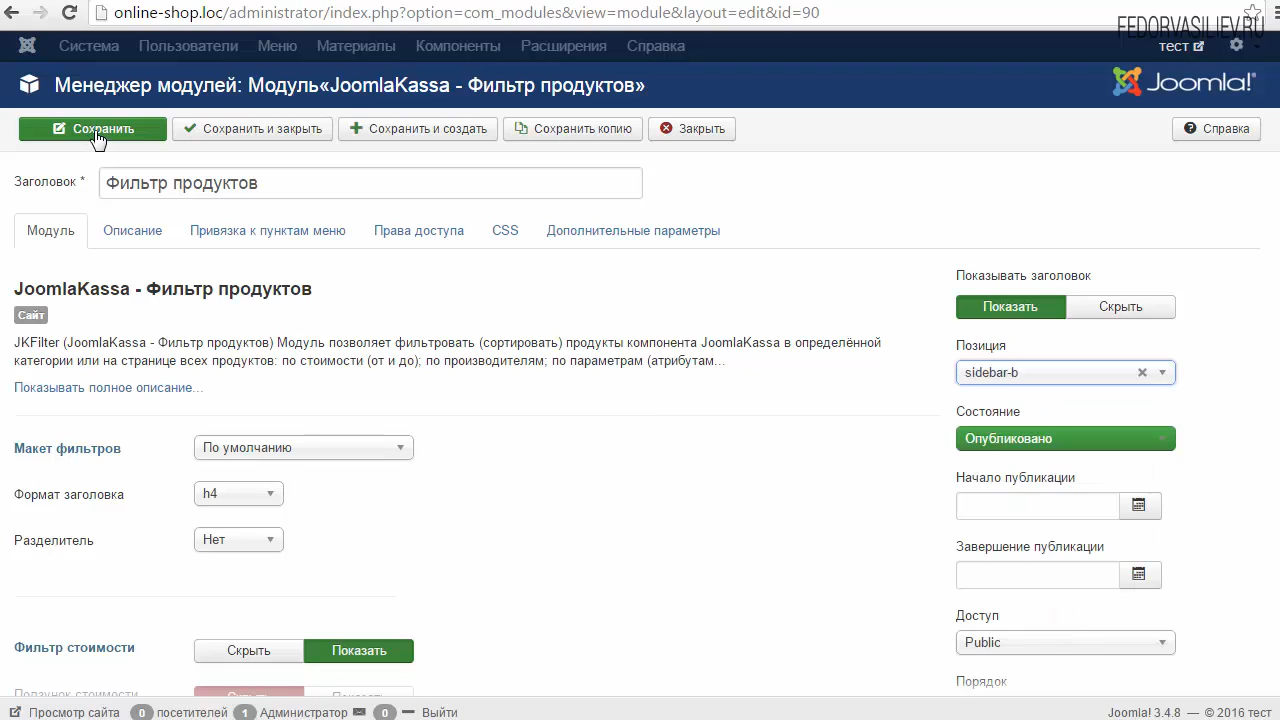 online-shop.loc/administrator/index.php?option=com_modules&view=module&layout=edit&id=90
FEDORVASILIEV.RU
Система Пользователи Меню Материалы Компоненты Расширения Справка тест
Менеджер модулей: Модуль«JoomlaKassa - Фильтр продуктов» Joomla!®
Сохранить Сохранить и закрыть Сохранить и создать Сохранить копию Закрыть Справка
Заголовок * Фильтр продуктов
Модуль Описание Привязка к пунктам меню Права доступа CSS Дополнительные параметры
JoomlaKassa - Фильтр продуктов
Сайт
JKFilter (JoomlaKassa - Фильтр продуктов) Модуль позволяет фильтровать (сортировать) продукты компонента JoomlaKassa в определённой
категории или на странице всех продуктов: по стоимости (от и до); по производителям; по параметрам (атрибутам...
Показывать полное описание...
Макет фильтров По умолчанию
Формат заголовка h4
Разделитель Нет
Фильтр стоимости Скрыть Показать
Ползунок стоимости Скрыть Показать
Показывать заголовок
Показать Скрыть
Позиция
sidebar-b
Состояние
Опубликовано
Начало публикации
Завершение публикации
Доступ
Public
Порядок
Просмотр сайта 0 посетителей 1 Администратор 0 Выйти Joomla! 3.4.8 — © 2016 тест